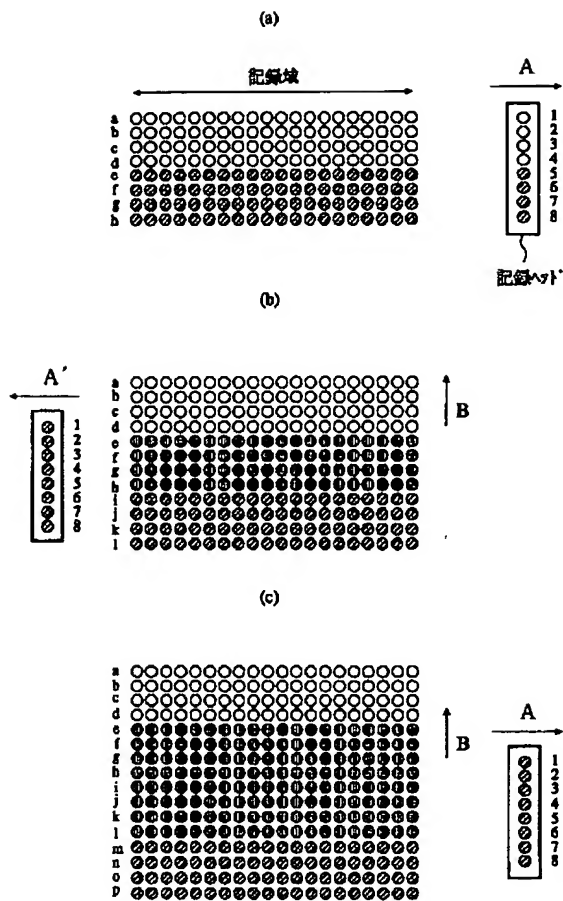 (a)
記録域
A
a
b
c
d
e
f
g
h
1
2
3
4
5
6
7
8
記録ヘッド
(b)
A´
1
2
3
4
5
6
7
8
a
b
c
d
e
f
g
h
i
j
k
l
B
(c)
a
b
c
d
e
f
g
h
i
j
k
l
m
n
o
p
B
A
1
2
3
4
5
6
7
8